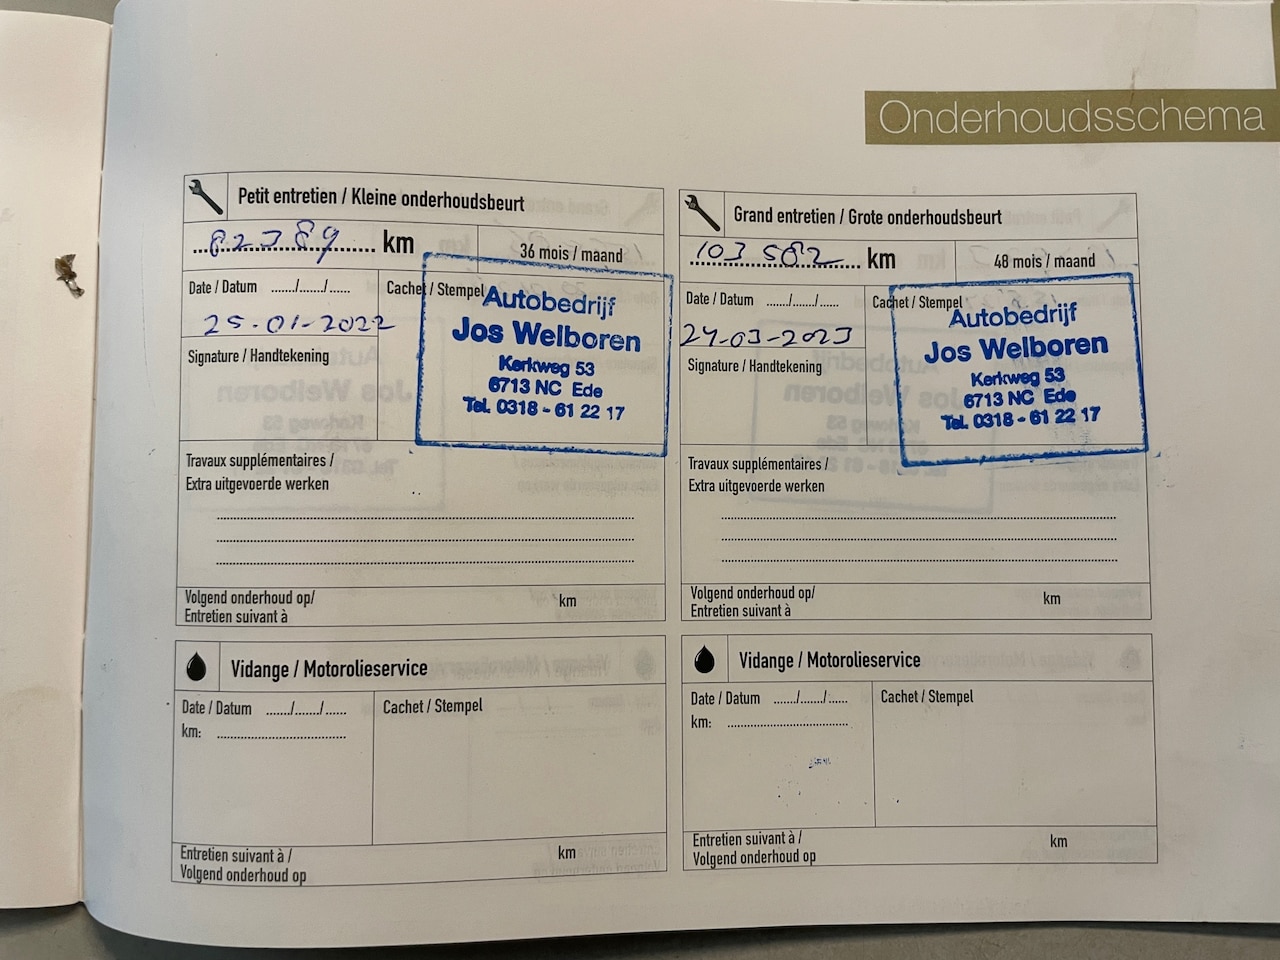 Onderhoudsschema
Petit entretien / Kleine onderhoudsbeurt
82389 km
36 mois / maand
Date / Datum ....../....../......
25-01-2022
Cachet / Stempel
Autobedrijf
Jos Welboren
Kerkweg 53
6713 NC Ede
Tel. 0318 - 61 22 17
Signature / Handtekening
Travaux supplémentaires /
Extra uitgevoerde werken
Volgend onderhoud op/
Entretien suivant à
km
Grand entretien / Grote onderhoudsbeurt
103582 km
48 mois / maand
Date / Datum ....../....../......
24-03-2023
Cachet / Stempel
Autobedrijf
Jos Welboren
Kerkweg 53
6713 NC Ede
Tel. 0318 - 61 22 17
Signature / Handtekening
Travaux supplémentaires /
Extra uitgevoerde werken
Volgend onderhoud op/
Entretien suivant à
km
Vidange / Motorolieservice
Date / Datum ....../....../......
km:
Cachet / Stempel
Entretien suivant à /
Volgend onderhoud op
km
Vidange / Motorolieservice
Date / Datum ....../....../......
km:
Cachet / Stempel
Entretien suivant à /
Volgend onderhoud op
km